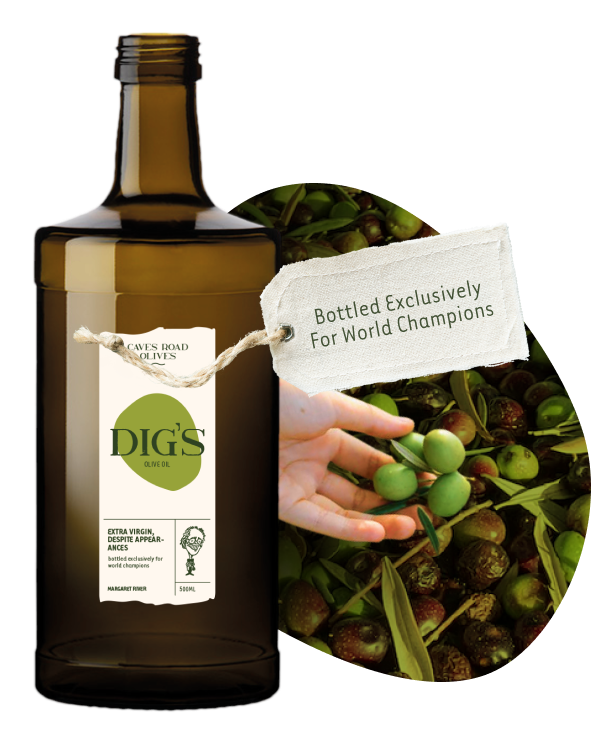 Bottled Exclusively
For World Champions
CAVES ROAD
OLIVES
DIG'S
OLIVE OIL
EXTRA VIRGIN,
DESPITE APPEAR-
ANCES
bottled exclusively for
world champions
MARGARET RIVER
500ML